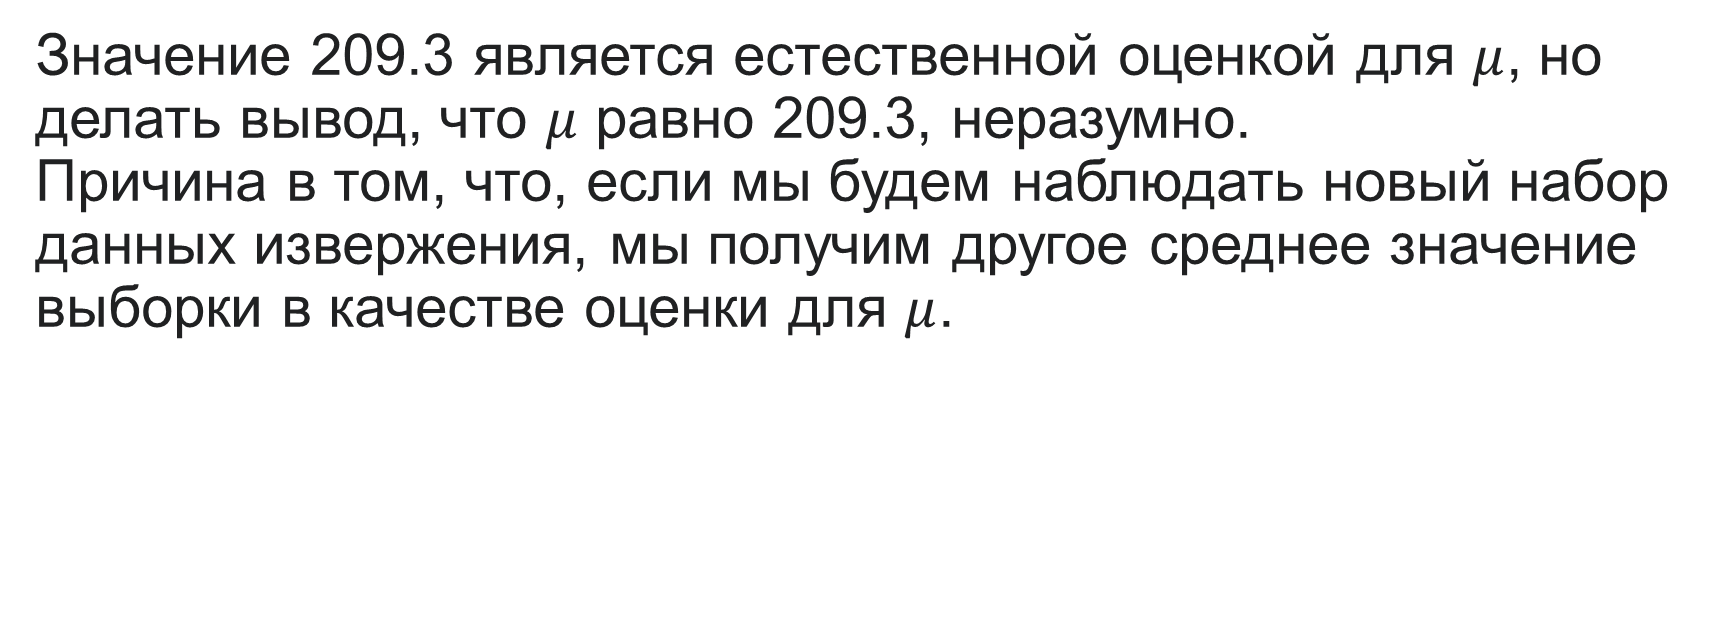 Значение 209.3 является естественной оценкой для μ, но
делать вывод, что μ равно 209.3, неразумно.
Причина в том, что, если мы будем наблюдать новый набор
данных извержения, мы получим другое среднее значение
выборки в качестве оценки для μ.